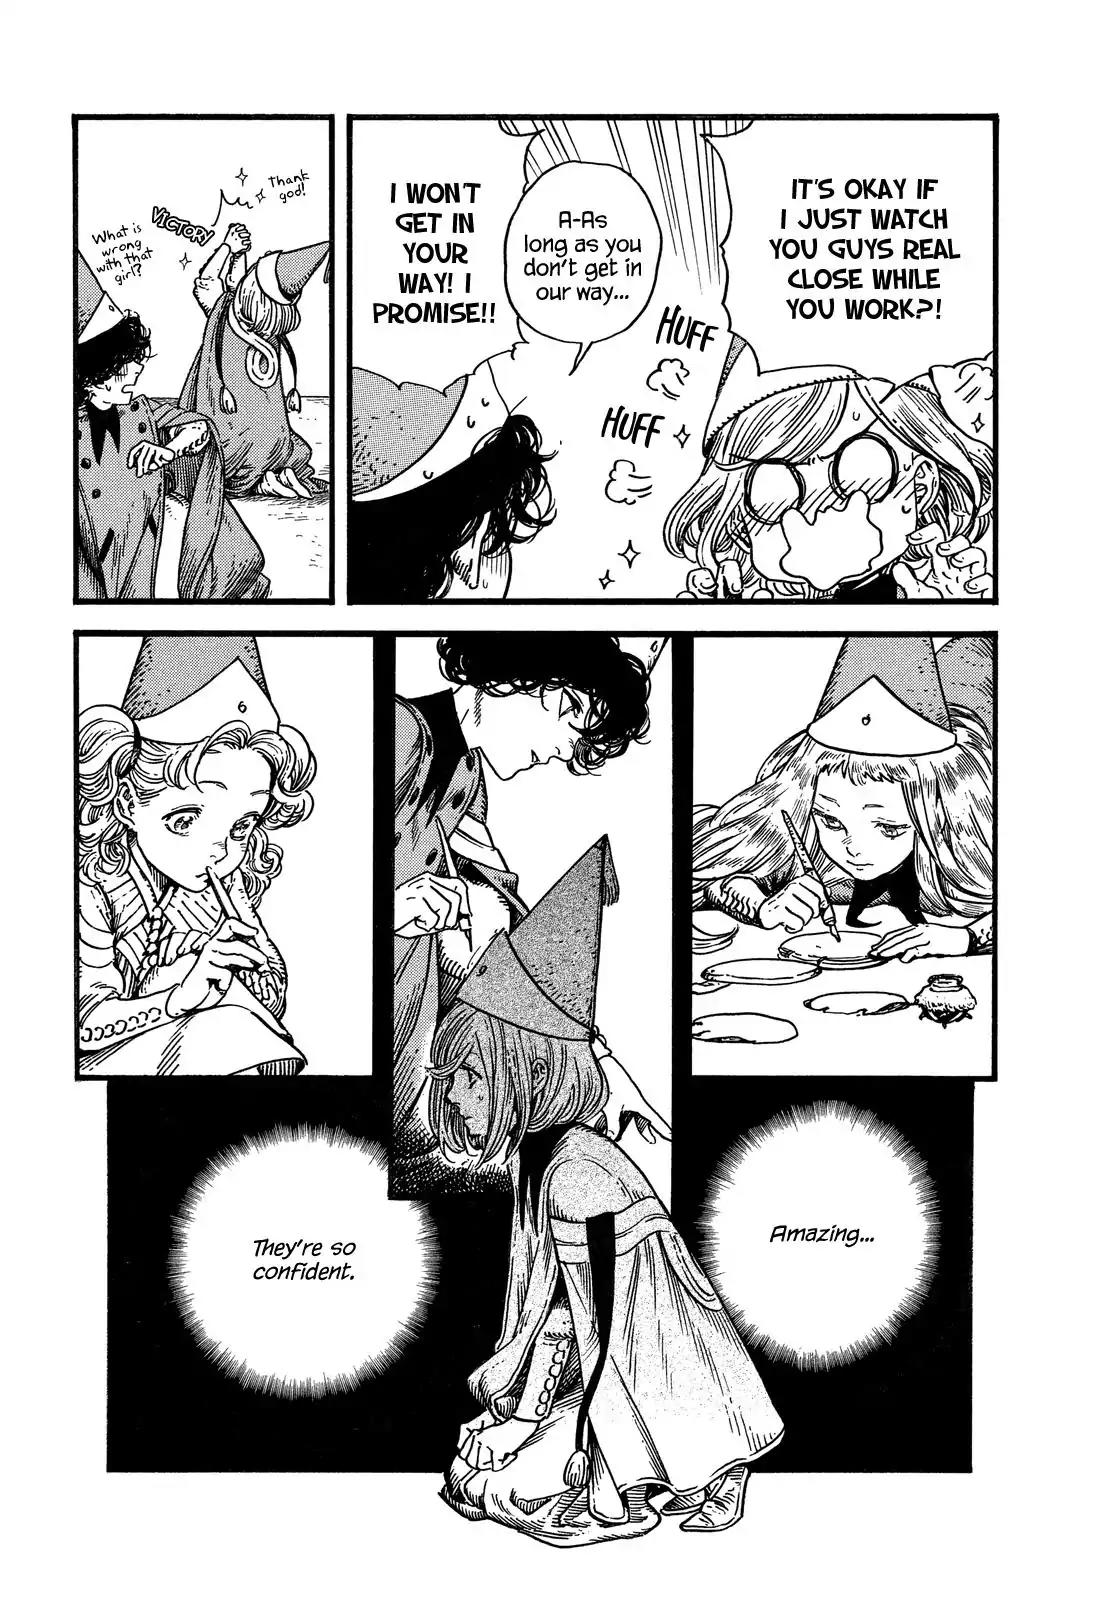 IT'S OKAY IF
I JUST WATCH
YOU GUYS REAL
CLOSE WHILE
YOU WORK?!
HUFF
HUFF
A-As
long as you
don't get in
our way...
I WON'T
GET IN
YOUR
WAY! I
PROMISE!!
Thank
god!
VICTORY
What is
wrong
with that
girl?
Amazing...
They're so
confident.